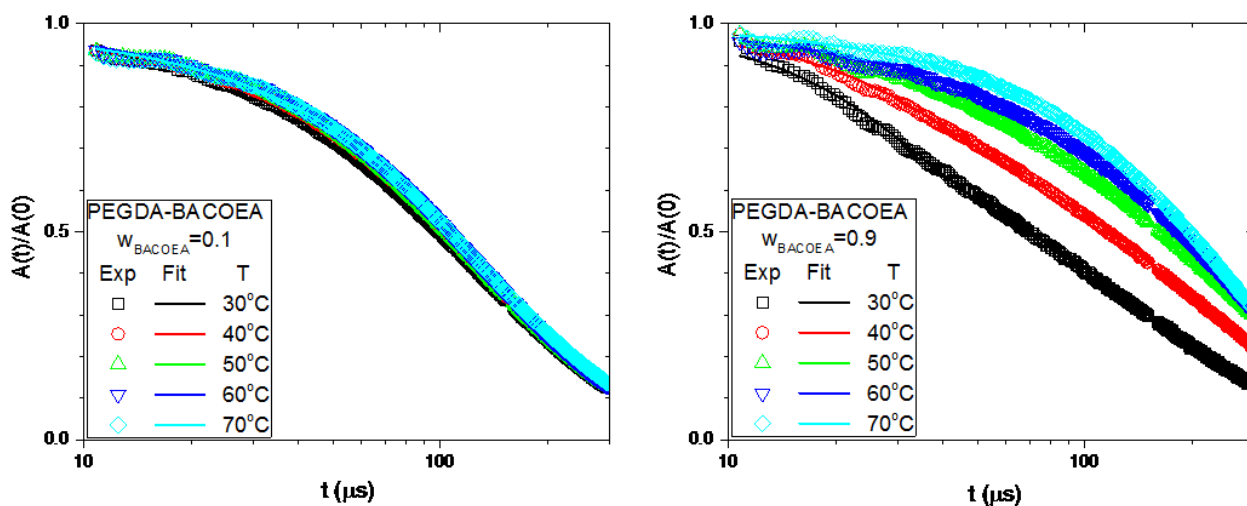 1.0
0.5
0.0
A(t)/A(0)
PEGDA-BACOEA
wBACOEA=0.1
Exp Fit T
30°C
40°C
50°C
60°C
70°C
10
100
t (µs)
1.0
0.5
0.0
A(t)/A(0)
PEGDA-BACOEA
wBACOEA=0.9
Exp Fit T
30°C
40°C
50°C
60°C
70°C
10
100
t (µs)